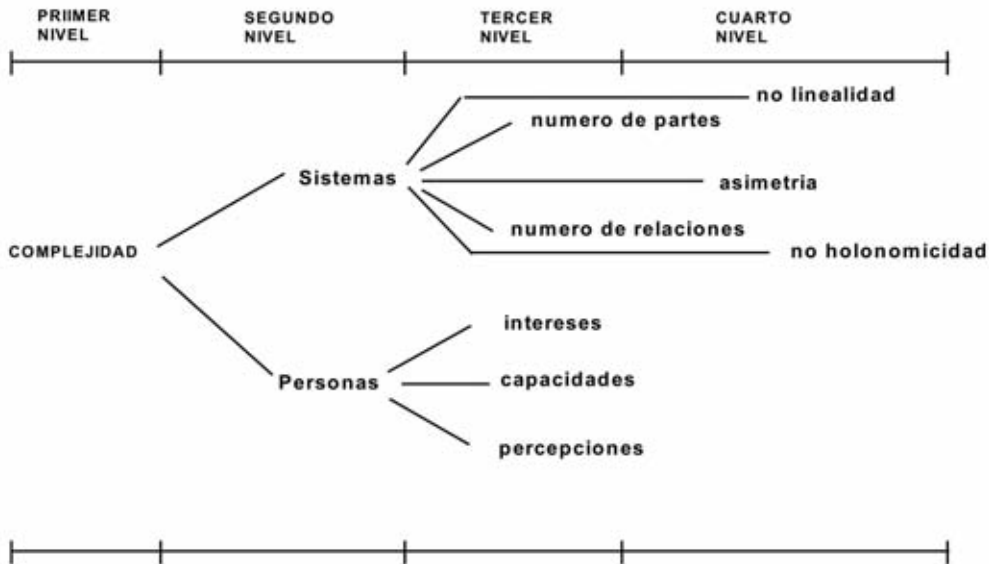 PRIIMER NIVEL
SEGUNDO NIVEL
TERCER NIVEL
CUARTO NIVEL
no linealidad
numero de partes
Sistemas
asimetria
numero de relaciones
COMPLEJIDAD
no holonomicidad
intereses
Personas
capacidades
percepciones